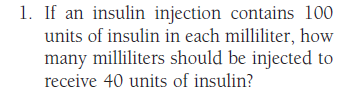 1. If an insulin injection contains 100
units of insulin in each milliliter, how
many milliliters should be injected to
receive 40 units of insulin?